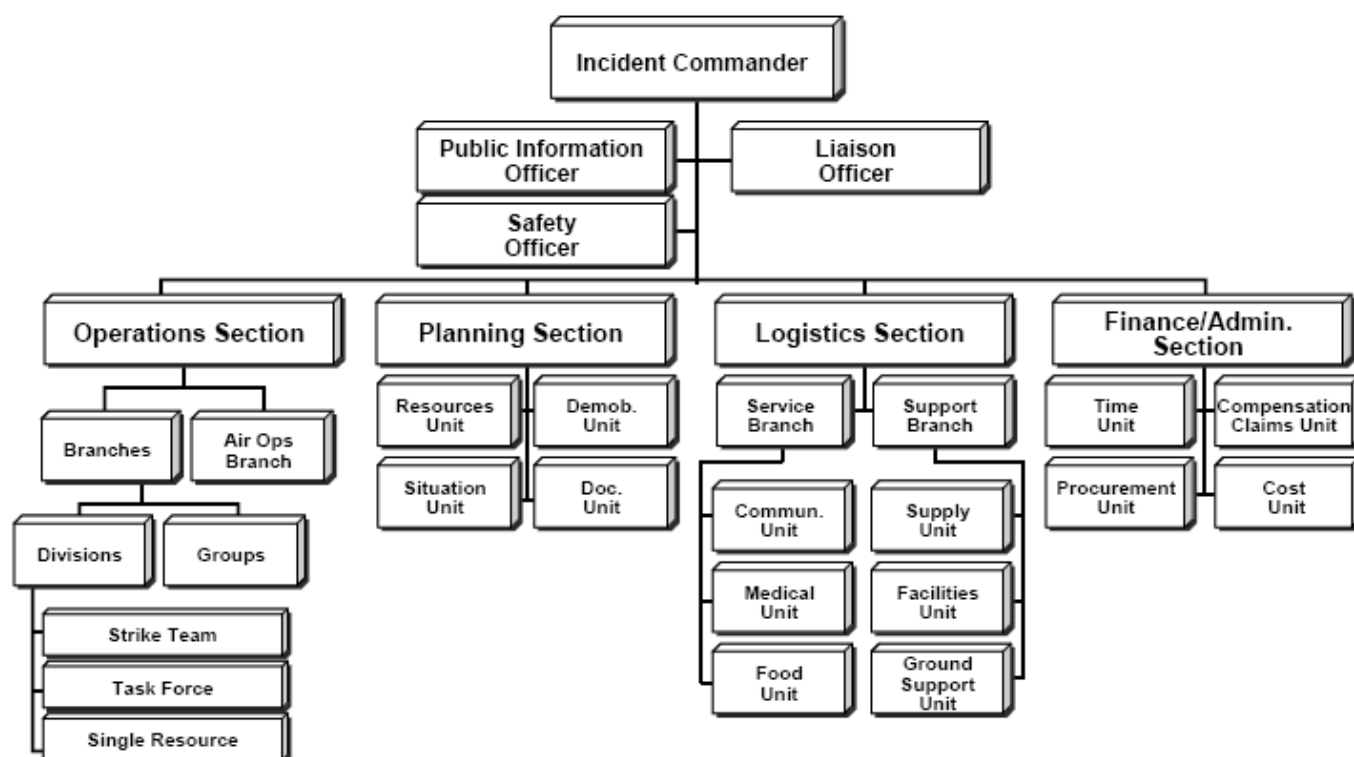 Incident Commander
Public Information
Officer
Liaison
Officer
Safety
Officer
Operations Section
Planning Section
Logistics Section
Finance/Admin.
Section
Branches
Air Ops
Branch
Divisions
Groups
Strike Team
Task Force
Single Resource
Resources
Unit
Demob.
Unit
Situation
Unit
Doc.
Unit
Service
Branch
Support
Branch
Commun.
Unit
Supply
Unit
Medical
Unit
Facilities
Unit
Food
Unit
Ground
Support
Unit
Time
Unit
Compensation
Claims Unit
Procurement
Unit
Cost
Unit